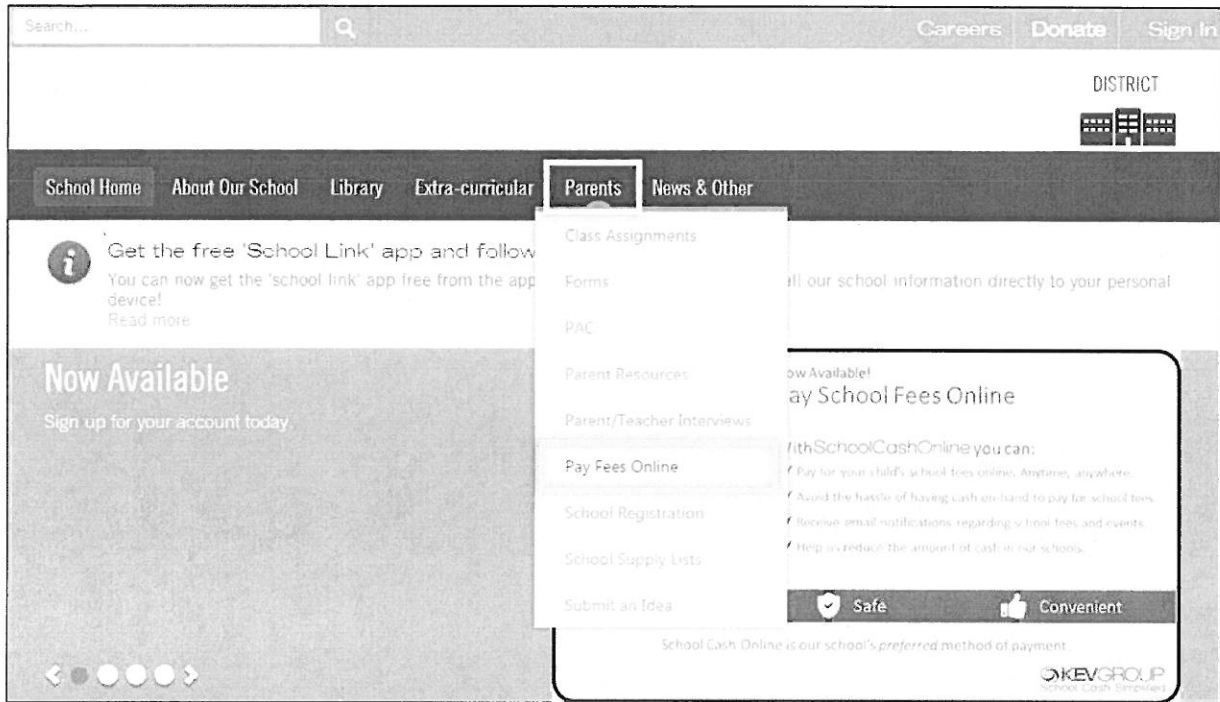 Search...
Careers
Donate
Sign In
DISTRICT
School Home
About Our School
Library
Extra-curricular
Parents
News & Other
Get the free 'School Link' app and follow
You can now get the 'school link' app free from the app
all our school information directly to your personal
device!
Read more
Class Assignments
Forms
PAC
Parent Resources
Parent/Teacher Interviews
Pay Fees Online
School Registration
School Supply Lists
Submit an Idea
Now Available
Sign up for your account today.
ow Available!
ay School Fees Online
With SchoolCashOnline you can:
Pay for your child's school fees online. Anytime, anywhere.
Avoid the hassle of having cash on-hand to pay for school fees.
Receive email notifications regarding school fees and events.
Help us reduce the amount of cash in our schools.
Safe
Convenient
School Cash Online is our school's preferred method of payment.
KEVGROUP
School Cash Simplified